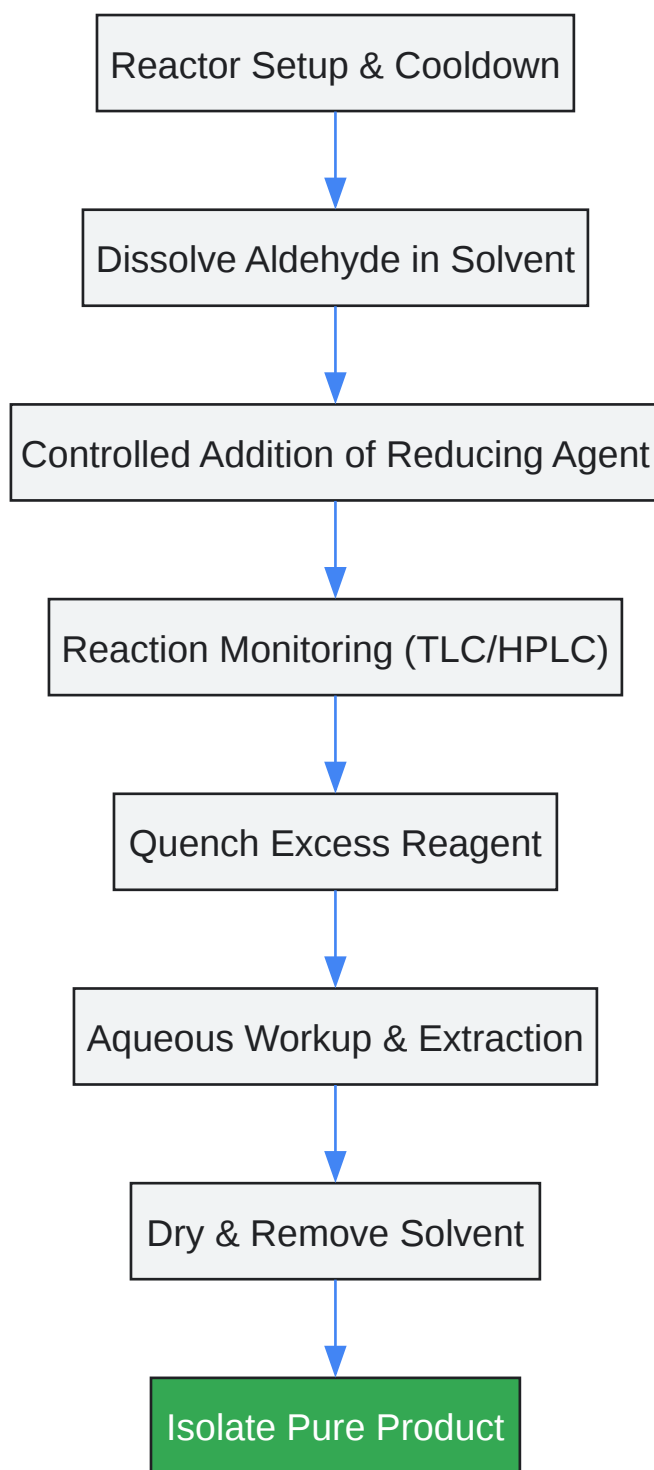 Reactor Setup & Cooldown
Dissolve Aldehyde in Solvent
Controlled Addition of Reducing Agent
Reaction Monitoring (TLC/HPLC)
Quench Excess Reagent
Aqueous Workup & Extraction
Dry & Remove Solvent
Isolate Pure Product